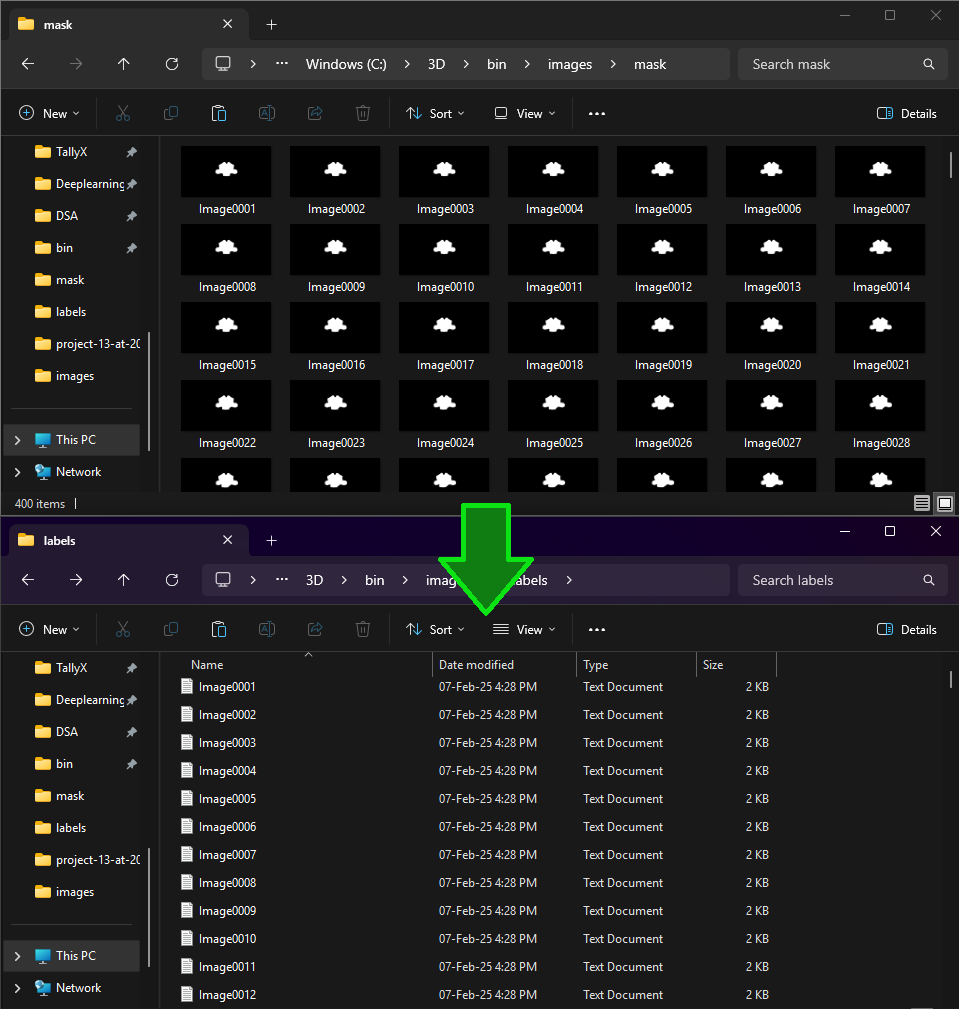 mask
Windows (C:) 3D bin images mask Search mask
New Sort View Details
TallyX
Deeplearning
DSA
bin
mask
labels
project-13-at-20
images
This PC
Network
Image0001 Image0002 Image0003 Image0004 Image0005 Image0006 Image0007
Image0008 Image0009 Image0010 Image0011 Image0012 Image0013 Image0014
Image0015 Image0016 Image0017 Image0018 Image0019 Image0020 Image0021
Image0022 Image0023 Image0024 Image0025 Image0026 Image0027 Image0028
400 items
labels
3D bin imag abels Search labels
New Sort View Details
TallyX
Deeplearning
DSA
bin
mask
labels
project-13-at-20
images
This PC
Network
Name Date modified Type Size
Image0001 07-Feb-25 4:28 PM Text Document 2 KB
Image0002 07-Feb-25 4:28 PM Text Document 2 KB
Image0003 07-Feb-25 4:28 PM Text Document 2 KB
Image0004 07-Feb-25 4:28 PM Text Document 2 KB
Image0005 07-Feb-25 4:28 PM Text Document 2 KB
Image0006 07-Feb-25 4:28 PM Text Document 2 KB
Image0007 07-Feb-25 4:28 PM Text Document 2 KB
Image0008 07-Feb-25 4:28 PM Text Document 2 KB
Image0009 07-Feb-25 4:28 PM Text Document 2 KB
Image0010 07-Feb-25 4:28 PM Text Document 2 KB
Image0011 07-Feb-25 4:28 PM Text Document 2 KB
Image0012 07-Feb-25 4:28 PM Text Document 2 KB